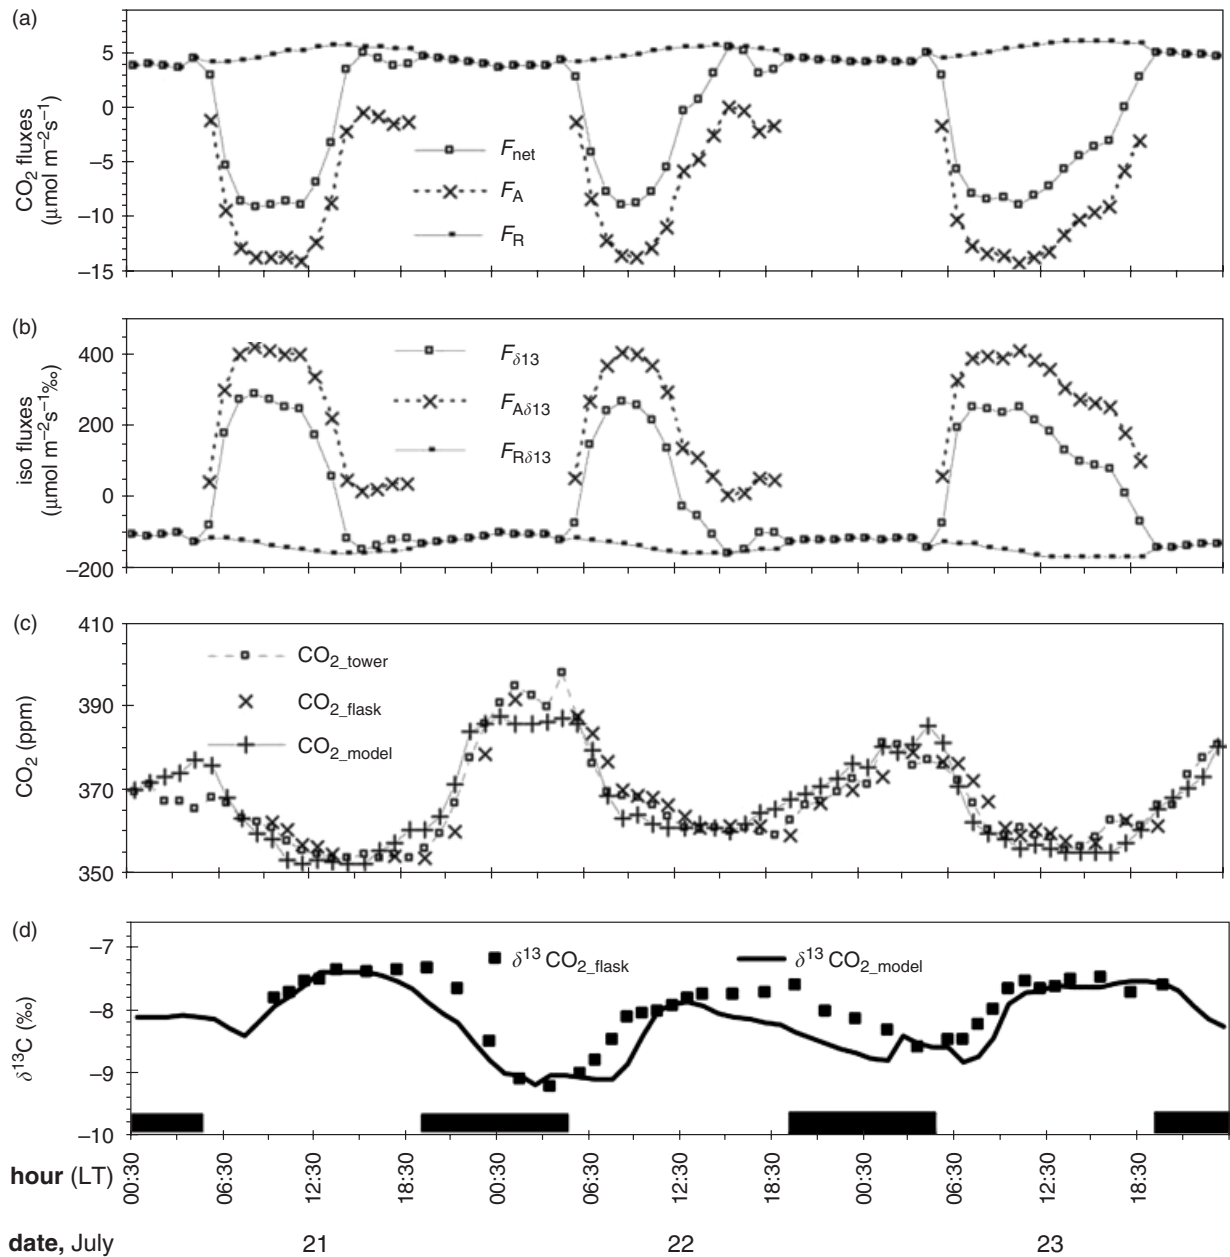 (a)
CO₂ fluxes
(μmol m⁻²s⁻¹)
5
0
−5
−10
−15
Fnet
FA
FR
(b)
iso fluxes
(μmol m⁻²s⁻¹‰)
400
200
0
−200
Fδ13
FAδ13
FRδ13
(c)
CO₂ (ppm)
410
390
370
350
CO₂_tower
CO₂_flask
CO₂_model
(d)
δ¹³C (‰)
−7
−8
−9
−10
δ¹³CO₂_flask
δ¹³CO₂_model
hour (LT)
00:30 06:30 12:30 18:30 00:30 06:30 12:30 18:30 00:30 06:30 12:30 18:30
date, July 21 22 23